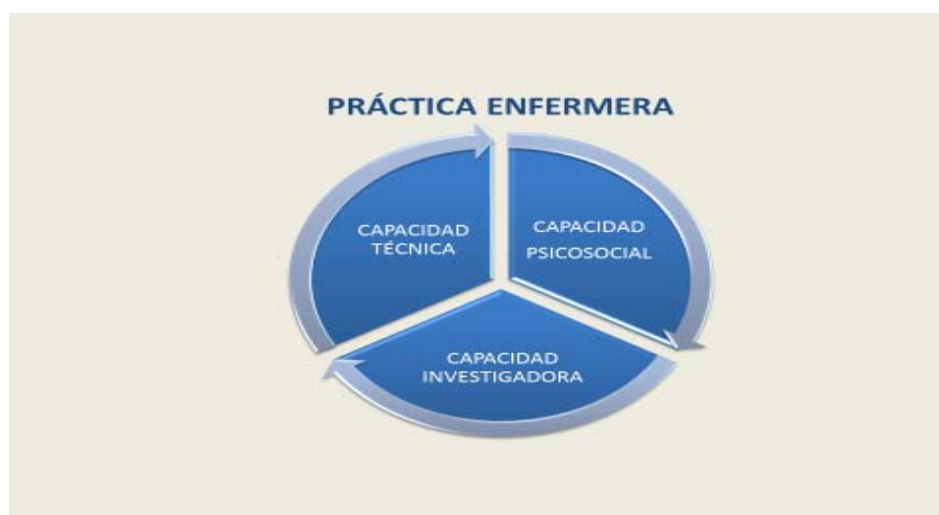 PRÁCTICA ENFERMERA
CAPACIDAD
TÉCNICA
CAPACIDAD
PSICOSOCIAL
CAPACIDAD
INVESTIGADORA